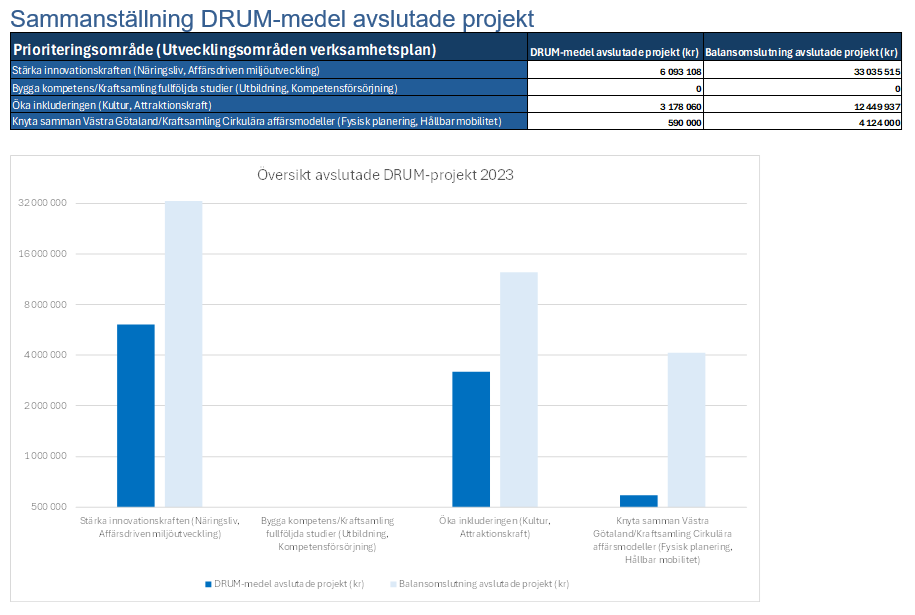 Sammanställning DRUM-medel avslutade projekt
Prioriteringsområde (Utvecklingsområden verksamhetsplan) DRUM-medel avslutade projekt (kr) Balansomslutning avslutade projekt (kr)
Stärka innovationskraften (Näringsliv, Affärsdriven miljöutveckling) 6 093 108 33 035 515
Bygga kompetens/Kraftsamling fullföljda studier (Utbildning, Kompetensförsörjning) 0 0
Öka inkluderingen (Kultur, Attraktionskraft) 3 178 060 12 449 937
Knyta samman Västra Götaland/Kraftsamling Cirkulära affärsmodeller (Fysisk planering, Hållbar mobilitet) 590 000 4 124 000
Översikt avslutade DRUM-projekt 2023
32 000 000
16 000 000
8 000 000
4 000 000
2 000 000
1 000 000
500 000
Stärka innovationskraften (Näringsliv,
Affärsdriven miljöutveckling)
Bygga kompetens/Kraftsamling
fullföljda studier (Utbildning,
Kompetensförsörjning)
Öka inkluderingen (Kultur,
Attraktionskraft)
Knyta samman Västra
Götaland/Kraftsamling Cirkulära
affärsmodeller (Fysisk planering,
Hållbar mobilitet)
DRUM-medel avslutade projekt (kr) Balansomslutning avslutade projekt (kr)